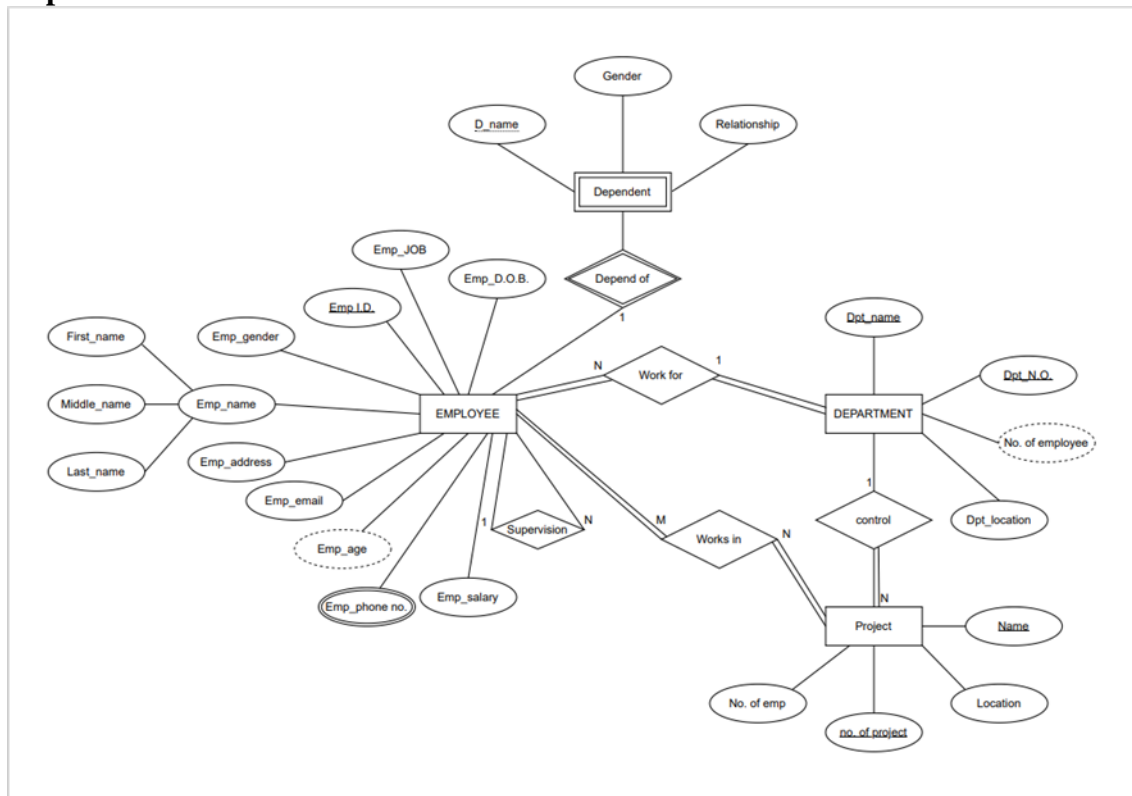 Gender
D_name
Relationship
Dependent
Emp_JOB
Emp_D.O.B.
Depend of
Emp I.D.
1
Dpt_name
First_name
Emp_gender
N
1
Work for
Dpt_N.O.
Middle_name
Emp_name
EMPLOYEE
DEPARTMENT
No. of employee
Last_name
Emp_address
Emp_email
1
1
Supervision
N
M
Works in
N
control
Dpt_location
Emp_age
Emp_phone no.
Emp_salary
N
Project
Name
No. of emp
no. of project
Location